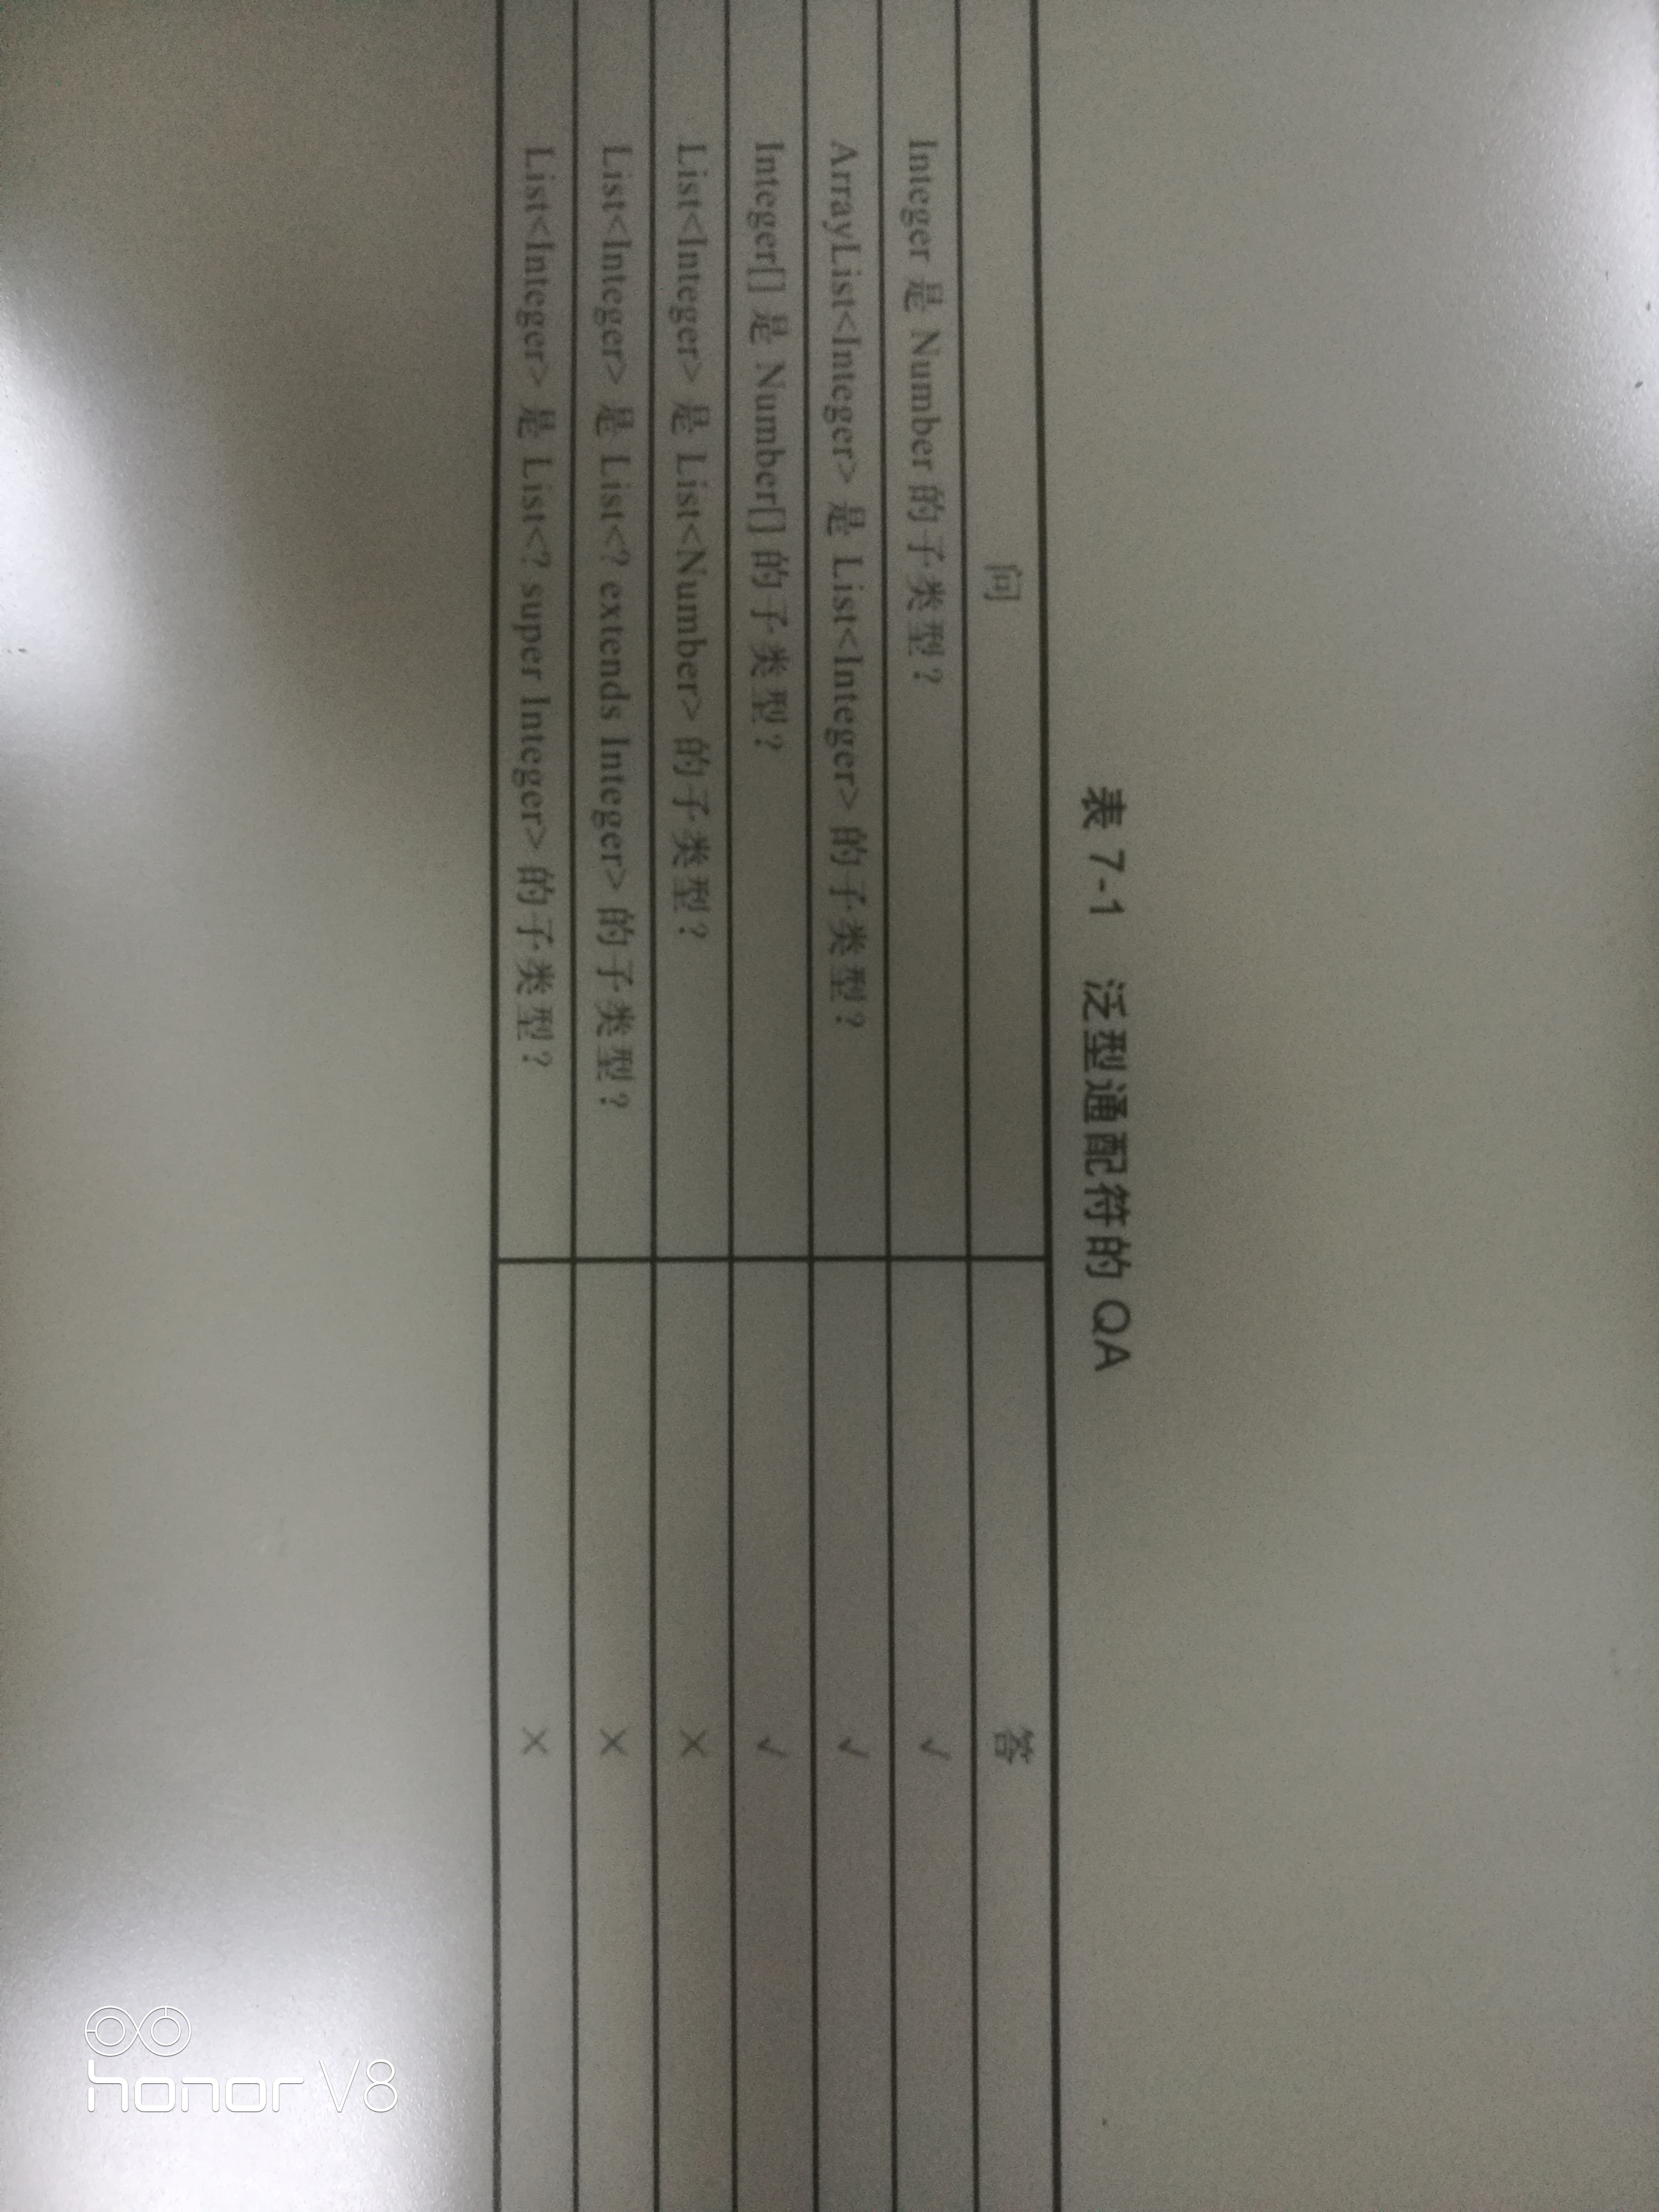 表 7-1 泛型通配符的 QA
问 答
Integer 是 Number 的子类型？ √
ArrayList<Integer> 是 List<Integer> 的子类型？ √
Integer[] 是 Number[] 的子类型？ √
List<Integer> 是 List<Number> 的子类型？ ×
List<Integer> 是 List<? extends Integer> 的子类型？ ×
List<Integer> 是 List<? super Integer> 的子类型？ ×
honor V8